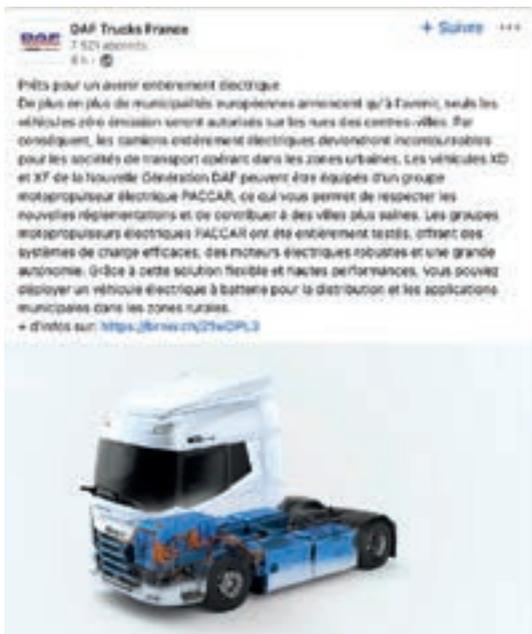 DAF
DAF Trucks France
7 521 abonnés
+ Suivre ···
Prêts pour un avenir entièrement électrique
De plus en plus de municipalités européennes annoncent qu'à l'avenir, seuls les
véhicules zéro émission seront autorisés sur les rues des centres-villes. Par
conséquent, les camions entièrement électriques deviendront incontournables
pour les sociétés de transport opérant dans les zones urbaines. Les véhicules XD
et XF de la Nouvelle Génération DAF peuvent être équipés d'un groupe
motopropulseur électrique PACCAR, ce qui vous permet de respecter les
nouvelles réglementations et de contribuer à des villes plus saines. Les groupes
motopropulseurs électriques PACCAR ont été entièrement testés, offrant des
systèmes de charge efficaces, des moteurs électriques robustes et une grande
autonomie. Grâce à cette solution flexible et hautes performances, vous pouvez
déployer un véhicule électrique à batterie pour la distribution et les applications
municipales dans les zones rurales.
+ d'infos sur: